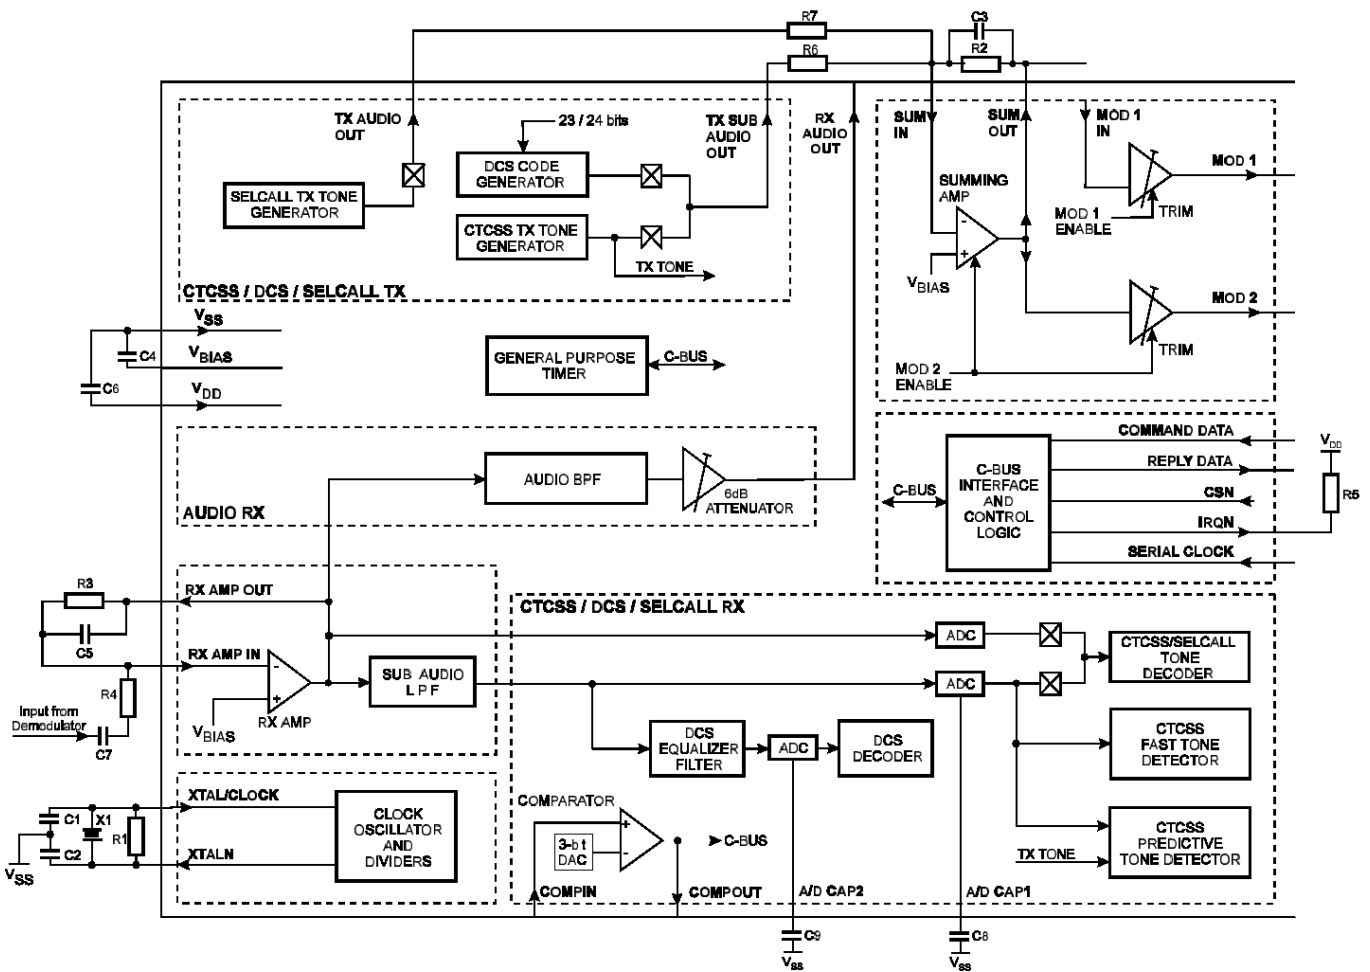 R7
C3
R6
R2
TX AUDIO
OUT
23 / 24 bits
TX SUB
AUDIO
OUT
RX
AUDIO OUT
SUM
IN
SUM
OUT
MOD 1
IN
MOD 1
DCS CODE
GENERATOR
SELCALL TX TONE
GENERATOR
SUMMING
AMP
-
+
MOD 1
ENABLE
TRIM
CTCSS TX TONE
GENERATOR
TX TONE
VBIAS
CTCSS / DCS / SELCALL TX
MOD 2
VSS
C4
VBIAS
C6
VDD
GENERAL PURPOSE
TIMER
C-BUS
TRIM
MOD 2
ENABLE
COMMAND DATA
REPLY DATA
CSN
IRQN
SERIAL CLOCK
C-BUS
C-BUS
INTERFACE
AND
CONTROL
LOGIC
VDD
R5
AUDIO BPF
6dB
ATTENUATOR
AUDIO RX
R3
RX AMP OUT
C5
RX AMP IN
-
+
R4
Input from
Demodulator
C7
VBIAS
RX AMP
SUB AUDIO
LPF
CTCSS / DCS / SELCALL RX
ADC
CTCSS/SELCALL
TONE
DECODER
ADC
DCS
EQUALIZER
FILTER
ADC
DCS
DECODER
CTCSS
FAST TONE
DETECTOR
XTAL/CLOCK
C1
X1
R1
C2
VSS
XTALN
CLOCK
OSCILLATOR
AND
DIVIDERS
COMPARATOR
+
-
3-bit
DAC
C-BUS
CTCSS
PREDICTIVE
TONE DETECTOR
TX TONE
COMPIN
COMPOUT
A/D CAP2
A/D CAP1
C9
VSS
C8
VSS